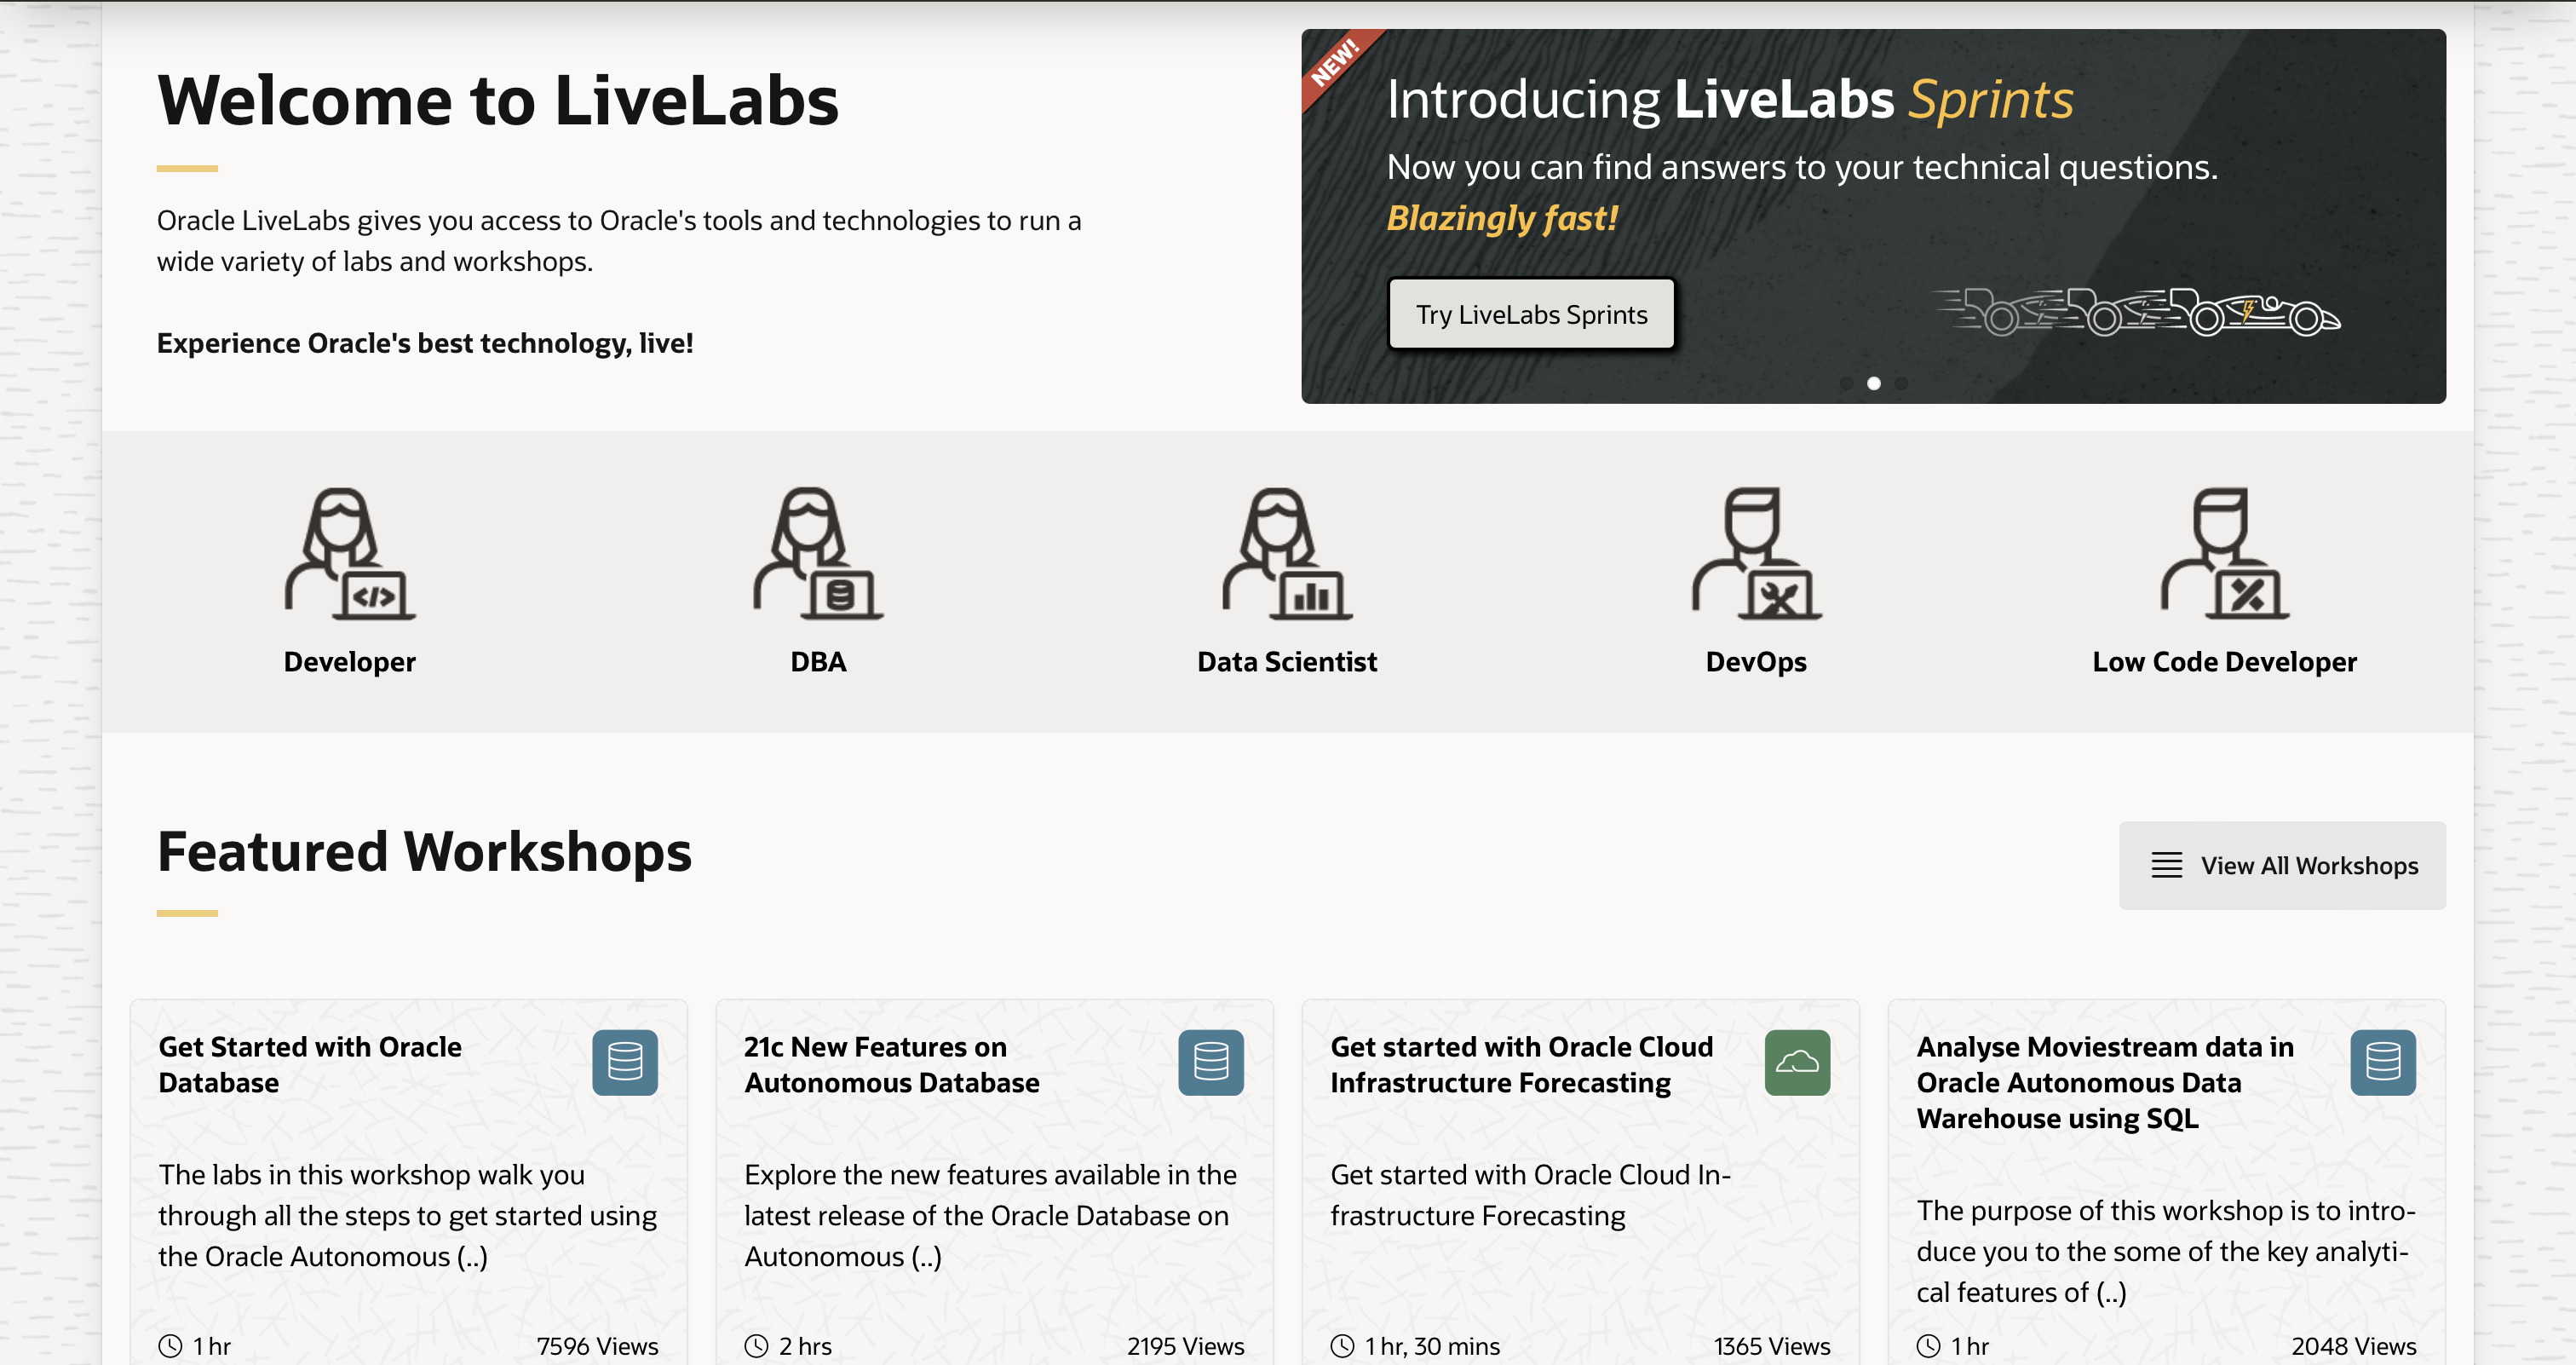 Welcome to LiveLabs
Oracle LiveLabs gives you access to Oracle's tools and technologies to run a
wide variety of labs and workshops.
Experience Oracle's best technology, live!
NEW!
Introducing LiveLabs Sprints
Now you can find answers to your technical questions.
Blazingly fast!
Try LiveLabs Sprints
</>
Developer
DBA
Data Scientist
DevOps
Low Code Developer
Featured Workshops
View All Workshops
Get Started with Oracle
Database
The labs in this workshop walk you
through all the steps to get started using
the Oracle Autonomous (..)
1 hr
7596 Views
21c New Features on
Autonomous Database
Explore the new features available in the
latest release of the Oracle Database on
Autonomous (..)
2 hrs
2195 Views
Get started with Oracle Cloud
Infrastructure Forecasting
Get started with Oracle Cloud In-
frastructure Forecasting
1 hr, 30 mins
1365 Views
Analyse Moviestream data in
Oracle Autonomous Data
Warehouse using SQL
The purpose of this workshop is to intro-
duce you to the some of the key analyti-
cal features of (..)
1 hr
2048 Views